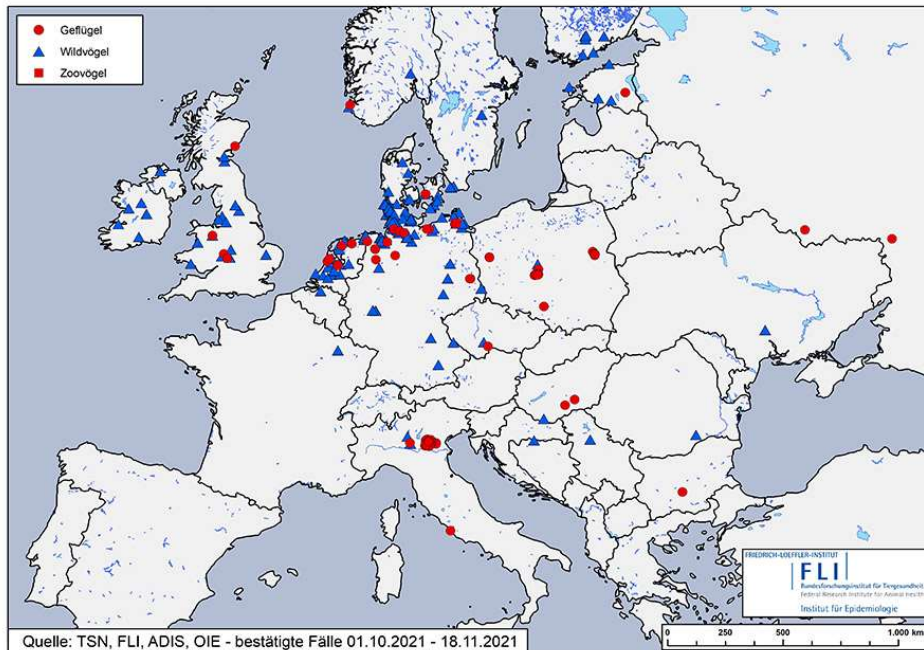 Geflügel
Wildvögel
Zoovögel
FRIEDRICH-LOEFFLER-INSTITUT
FLI
Bundesforschungsinstitut für Tiergesundheit
Federal Research Institute for Animal Health
Institut für Epidemiologie
Quelle: TSN, FLI, ADIS, OIE - bestätigte Fälle 01.10.2021 - 18.11.2021
0 250 500 1.000 km